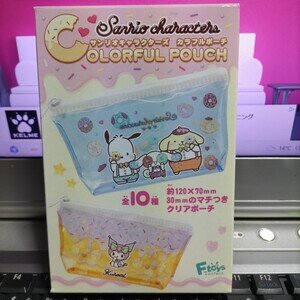 Sanrio characters
サンリオキャラクターズ カラフルポーチ
COLORFUL POUCH
全10種
約120×70mm
30mmのマチつき
クリアポーチ
Kuromi
F-toys
KELME
14°C